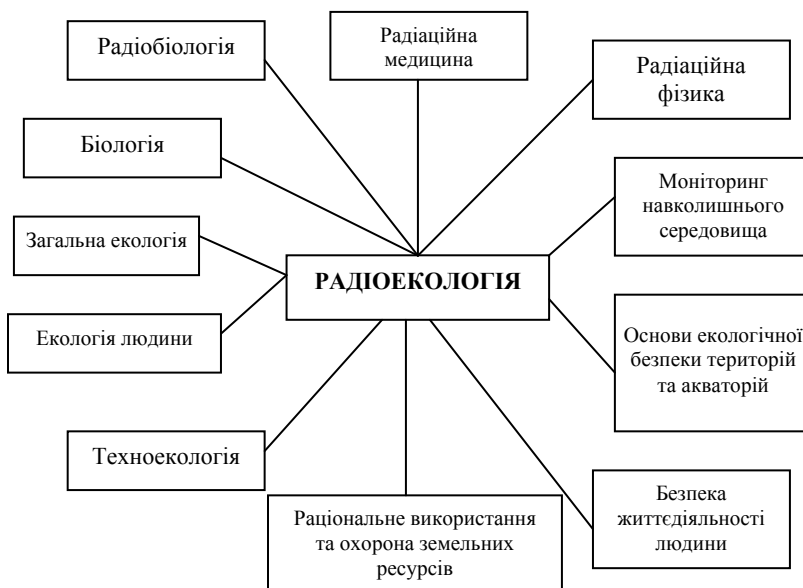 Радіобіологія
Радіаційна
медицина
Радіаційна
фізика
Біологія
Моніторинг
навколишнього
середовища
Загальна екологія
РАДІОЕКОЛОГІЯ
Екологія людини
Основи екологічної
безпеки територій
та акваторій
Техноекологія
Раціональне використання
та охорона земельних
ресурсів
Безпека
життєдіяльності
людини